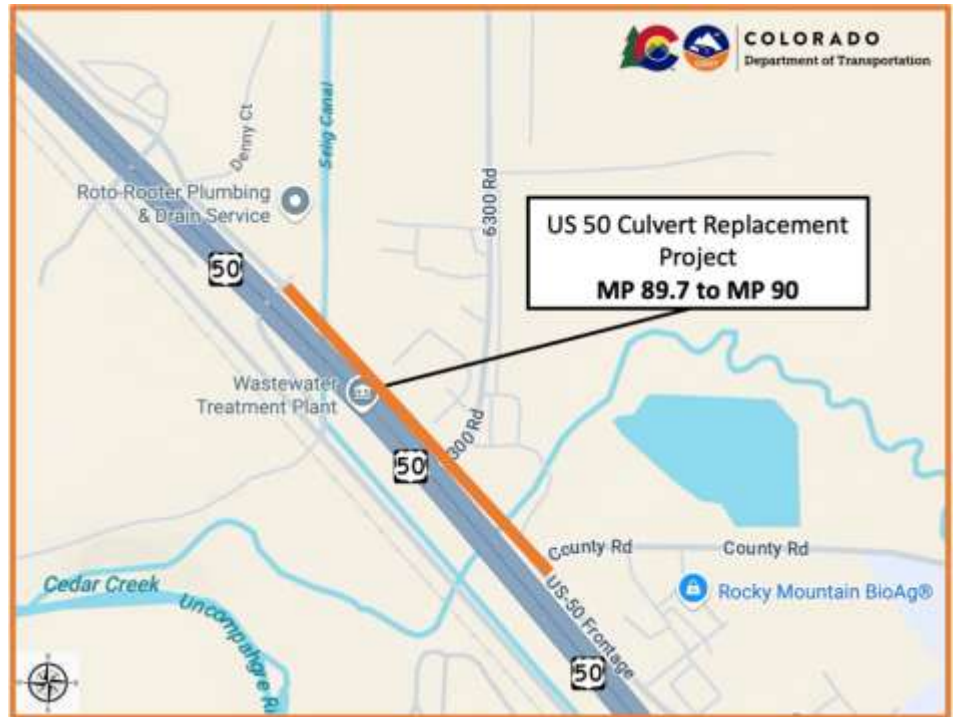 COLORADO
Department of Transportation
Denny Ct
Selig Canal
Roto-Rooter Plumbing
& Drain Service
6300 Rd
US 50 Culvert Replacement
Project
MP 89.7 to MP 90
50
Wastewater
Treatment Plant
300 Rd
50
County Rd
County Rd
Cedar Creek
Uncompahgre Ri
US-50 Frontage
Rocky Mountain BioAg®
50